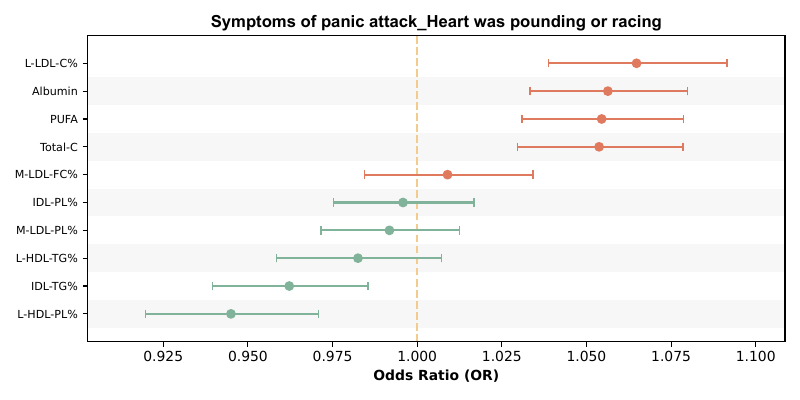 Symptoms of panic attack_Heart was pounding or racing
L-LDL-C%
Albumin
PUFA
Total-C
M-LDL-FC%
IDL-PL%
M-LDL-PL%
L-HDL-TG%
IDL-TG%
L-HDL-PL%
0.925 0.950 0.975 1.000 1.025 1.050 1.075 1.100
Odds Ratio (OR)